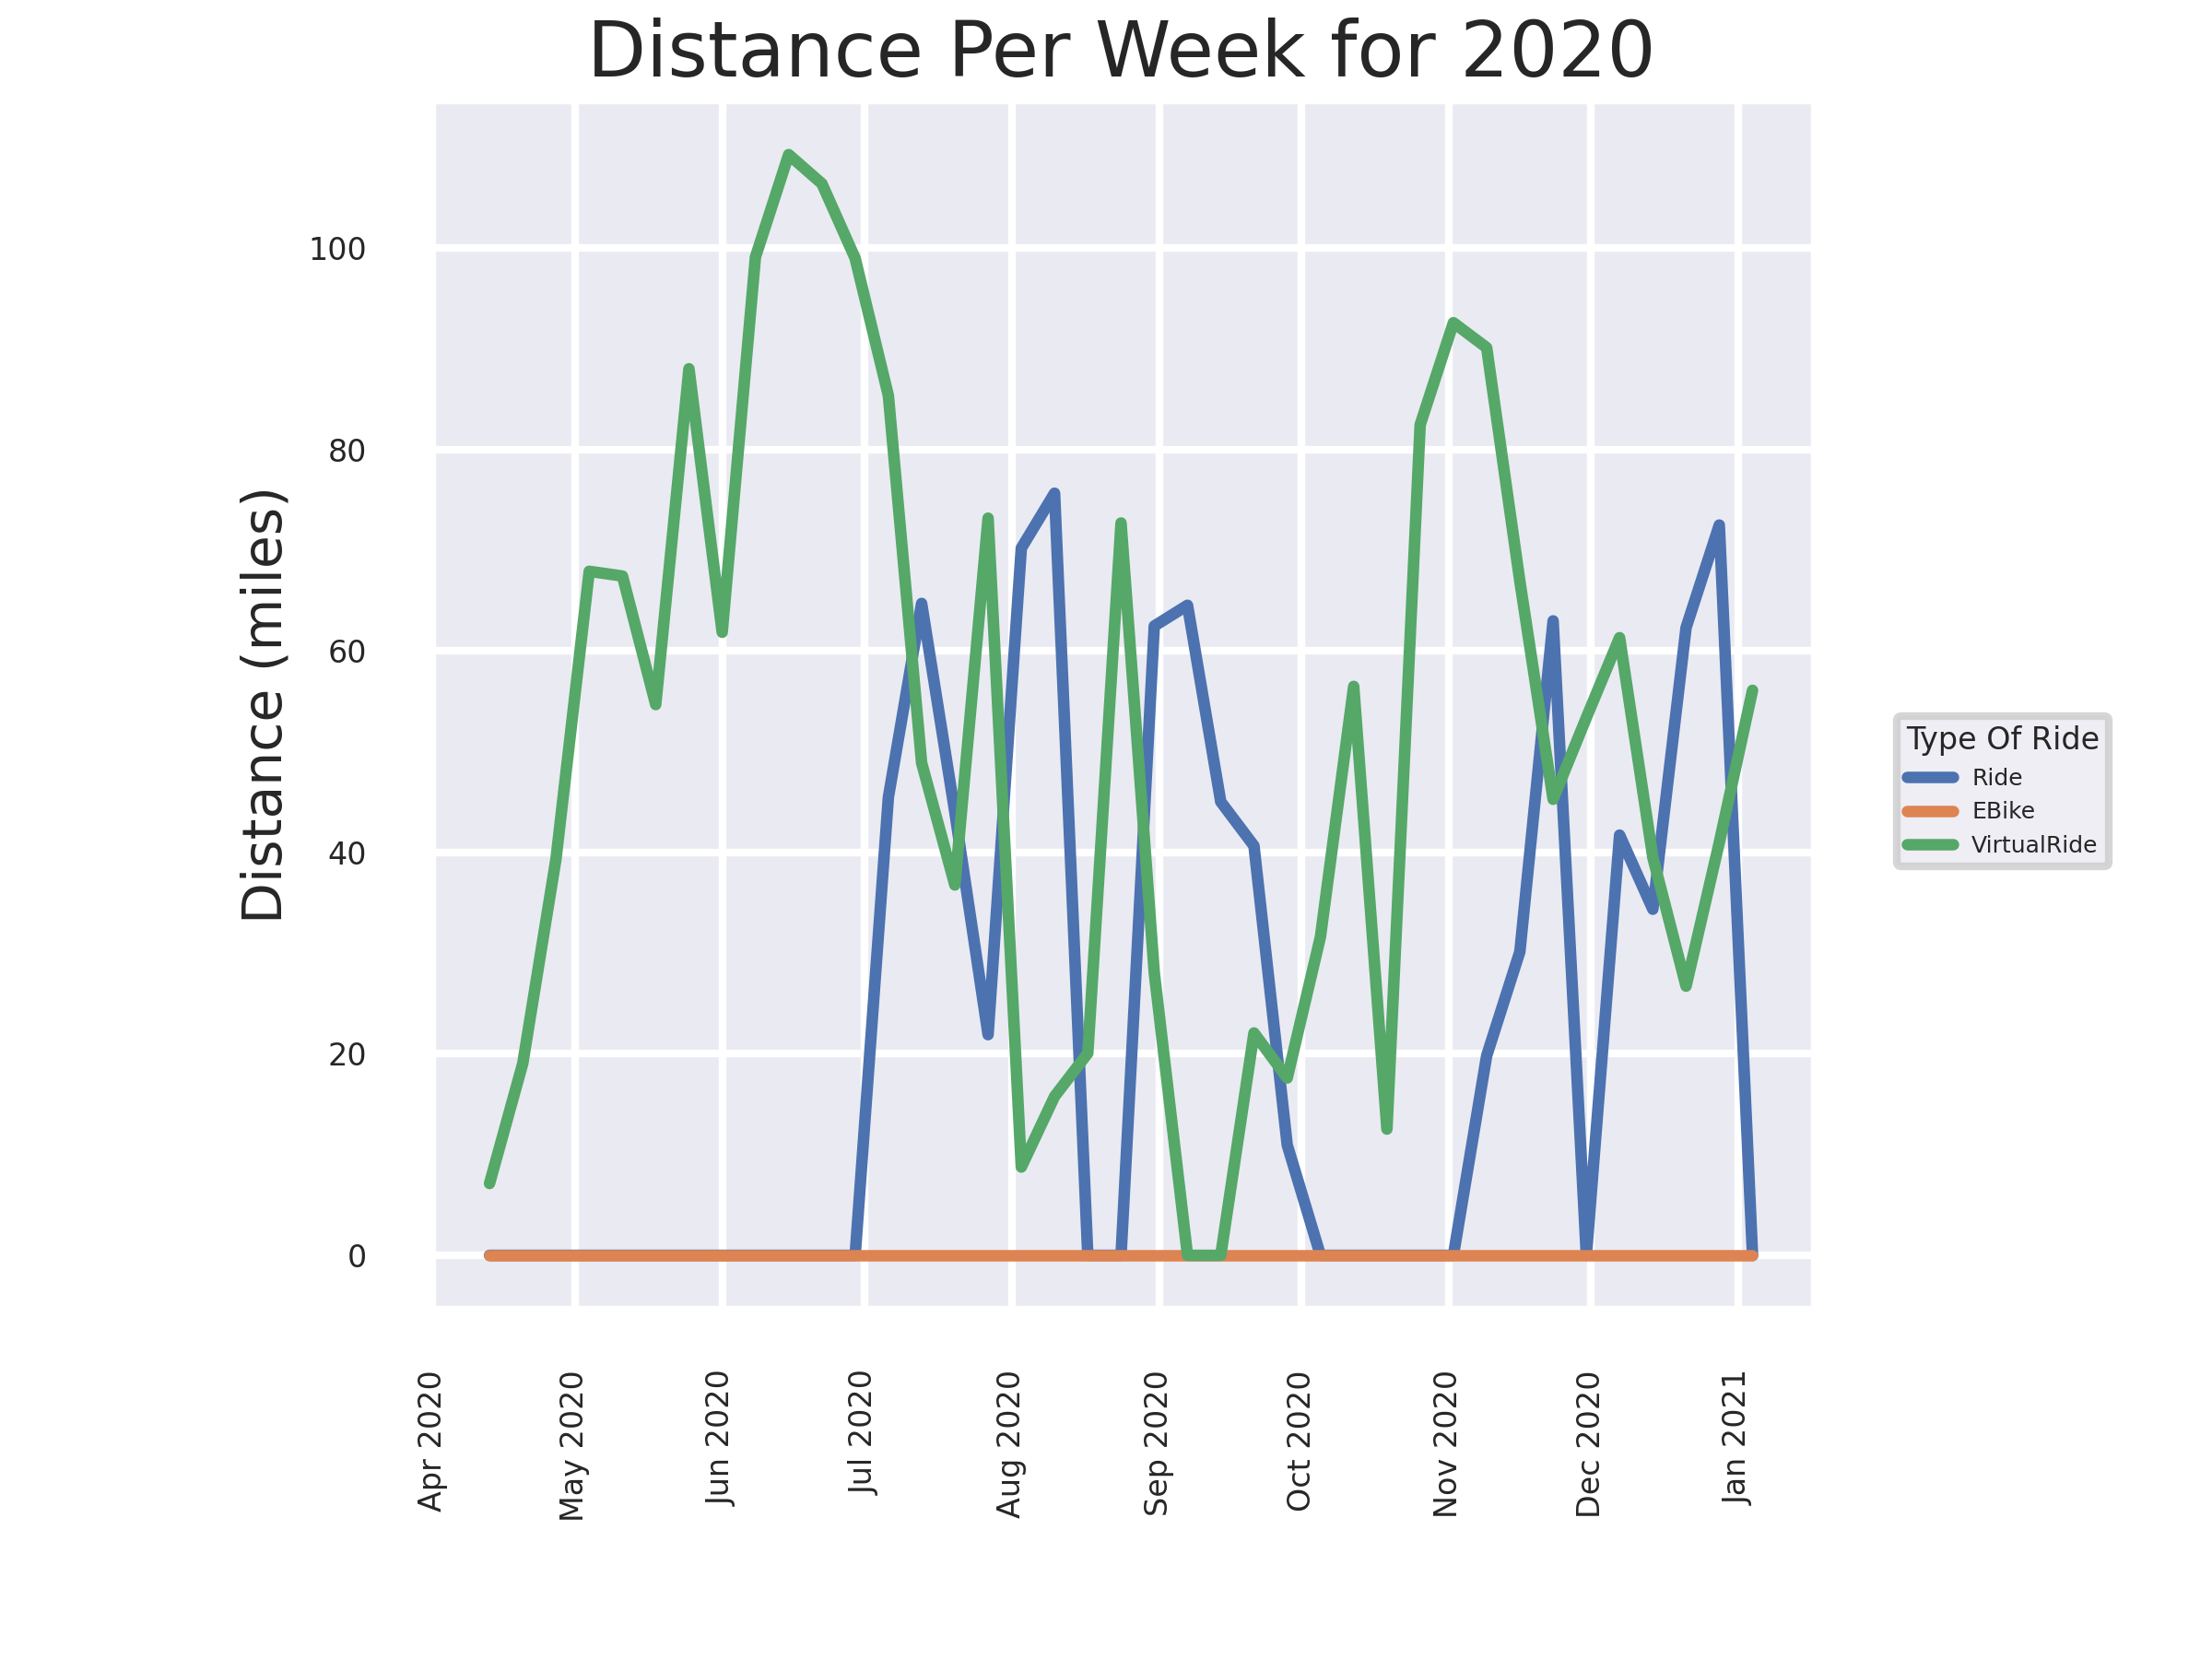 Distance Per Week for 2020
Distance (miles)
100
80
60
40
20
0
Apr 2020
May 2020
Jun 2020
Jul 2020
Aug 2020
Sep 2020
Oct 2020
Nov 2020
Dec 2020
Jan 2021
Type Of Ride
Ride
EBike
VirtualRide